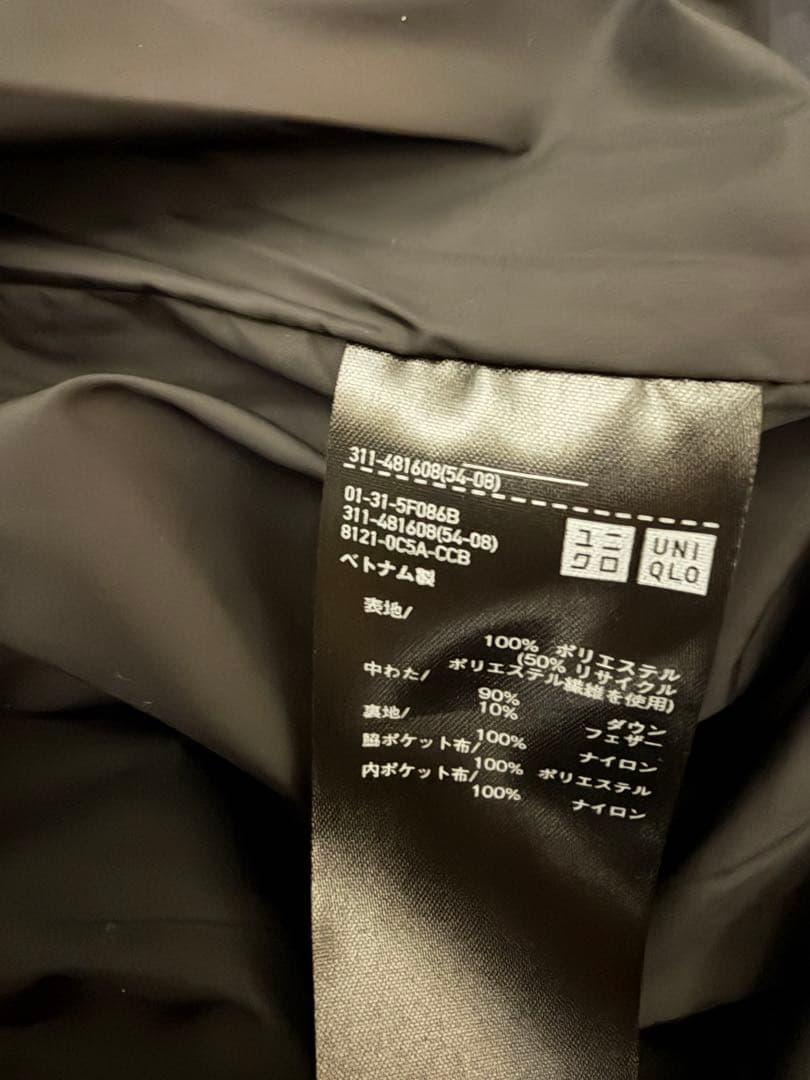 311-481608(54-08)
01-31-5F086B
311-481608(54-08)
8121-0C5A-CCB
ベトナム製
ユニ
クロ
UNI
QLO
表地/
100% ポリエステル
(50% リサイクル
ポリエステル繊維を使用)
中わた/
90% ダウン
10% フェザー
裏地/
100% ナイロン
脇ポケット布/
100% ポリエステル
内ポケット布/
100% ナイロン